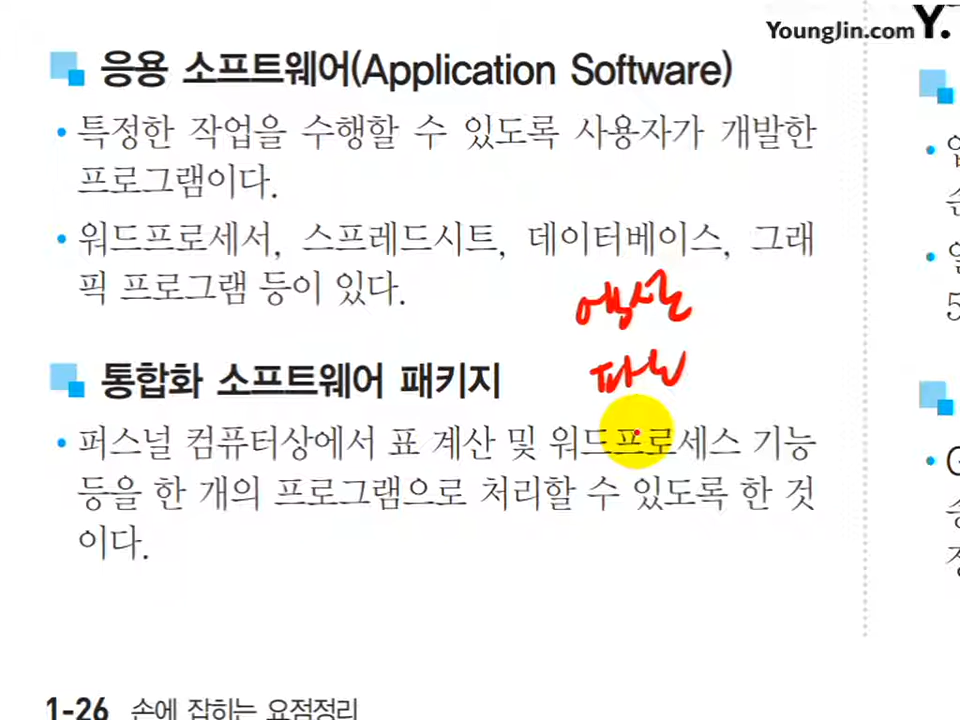 YoungJin.com Y.
응용 소프트웨어(Application Software)
• 특정한 작업을 수행할 수 있도록 사용자가 개발한
프로그램이다.
• 워드프로세서, 스프레드시트, 데이터베이스, 그래
픽 프로그램 등이 있다.
엑셀
파워
통합화 소프트웨어 패키지
• 퍼스널 컴퓨터상에서 표 계산 및 워드프로세스 기능
등을 한 개의 프로그램으로 처리할 수 있도록 한 것
이다.
1-26 손에 잡히는 요점정리